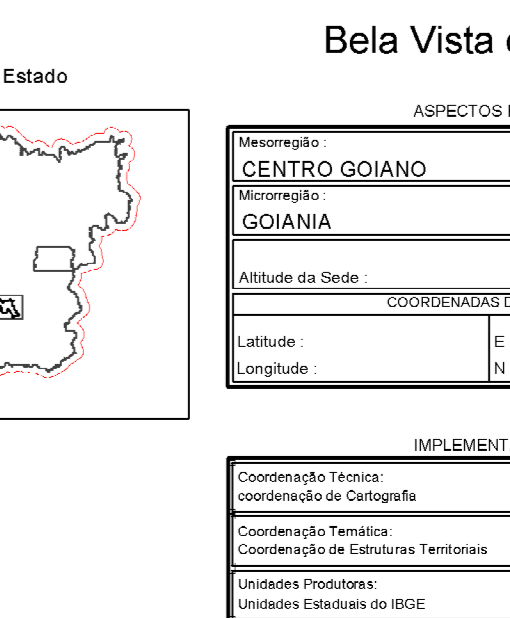 Bela Vista
Estado
ASPECTOS
Mesorregião :
CENTRO GOIANO
Microrregião :
GOIANIA
Altitude da Sede :
COORDENADAS
Latitude :
E
Longitude :
N
IMPLEMENT
Coordenação Técnica:
coordenação de Cartografia
Coordenação Temática:
Coordenação de Estruturas Territoriais
Unidades Produtoras:
Unidades Estaduais do IBGE